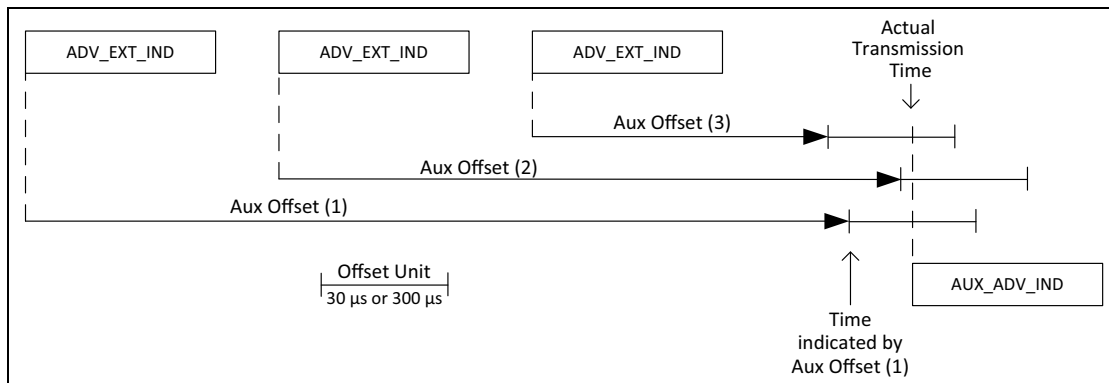 ADV_EXT_IND
ADV_EXT_IND
ADV_EXT_IND
Actual
Transmission
Time
Aux Offset (3)
Aux Offset (2)
Aux Offset (1)
Offset Unit
30 µs or 300 µs
AUX_ADV_IND
Time
indicated by
Aux Offset (1)